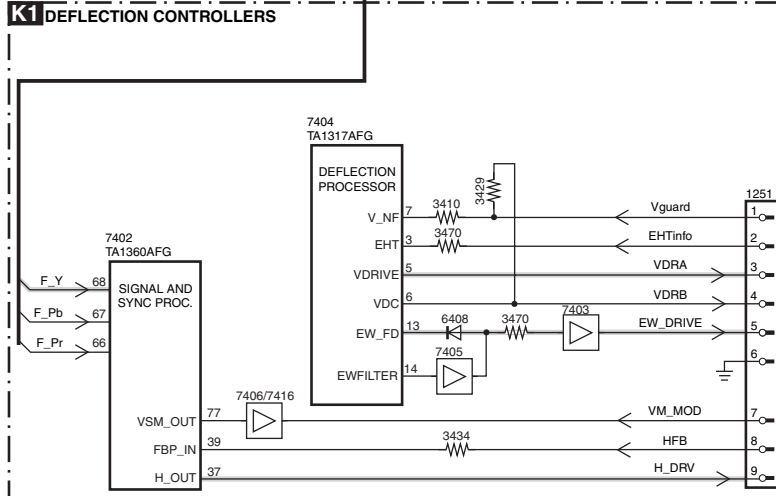 K1 DEFLECTION CONTROLLERS
7404
TA1317AFG
DEFLECTION
PROCESSOR
3429
1251
V_NF 7 3410 Vguard 1
EHT 3 3470 EHTinfo 2
VDRIVE 5 VDRA 3
VDC 6 VDRB 4
EW_FD 13 6408 3470 7403 EW_DRIVE 5
7405
6
EWFILTER 14
7402
TA1360AFG
SIGNAL AND
SYNC PROC.
F_Y 68
F_Pb 67
F_Pr 66
7406/7416
VSM_OUT 77 VM_MOD 7
FBP_IN 39 3434 HFB 8
H_OUT 37 H_DRV 9